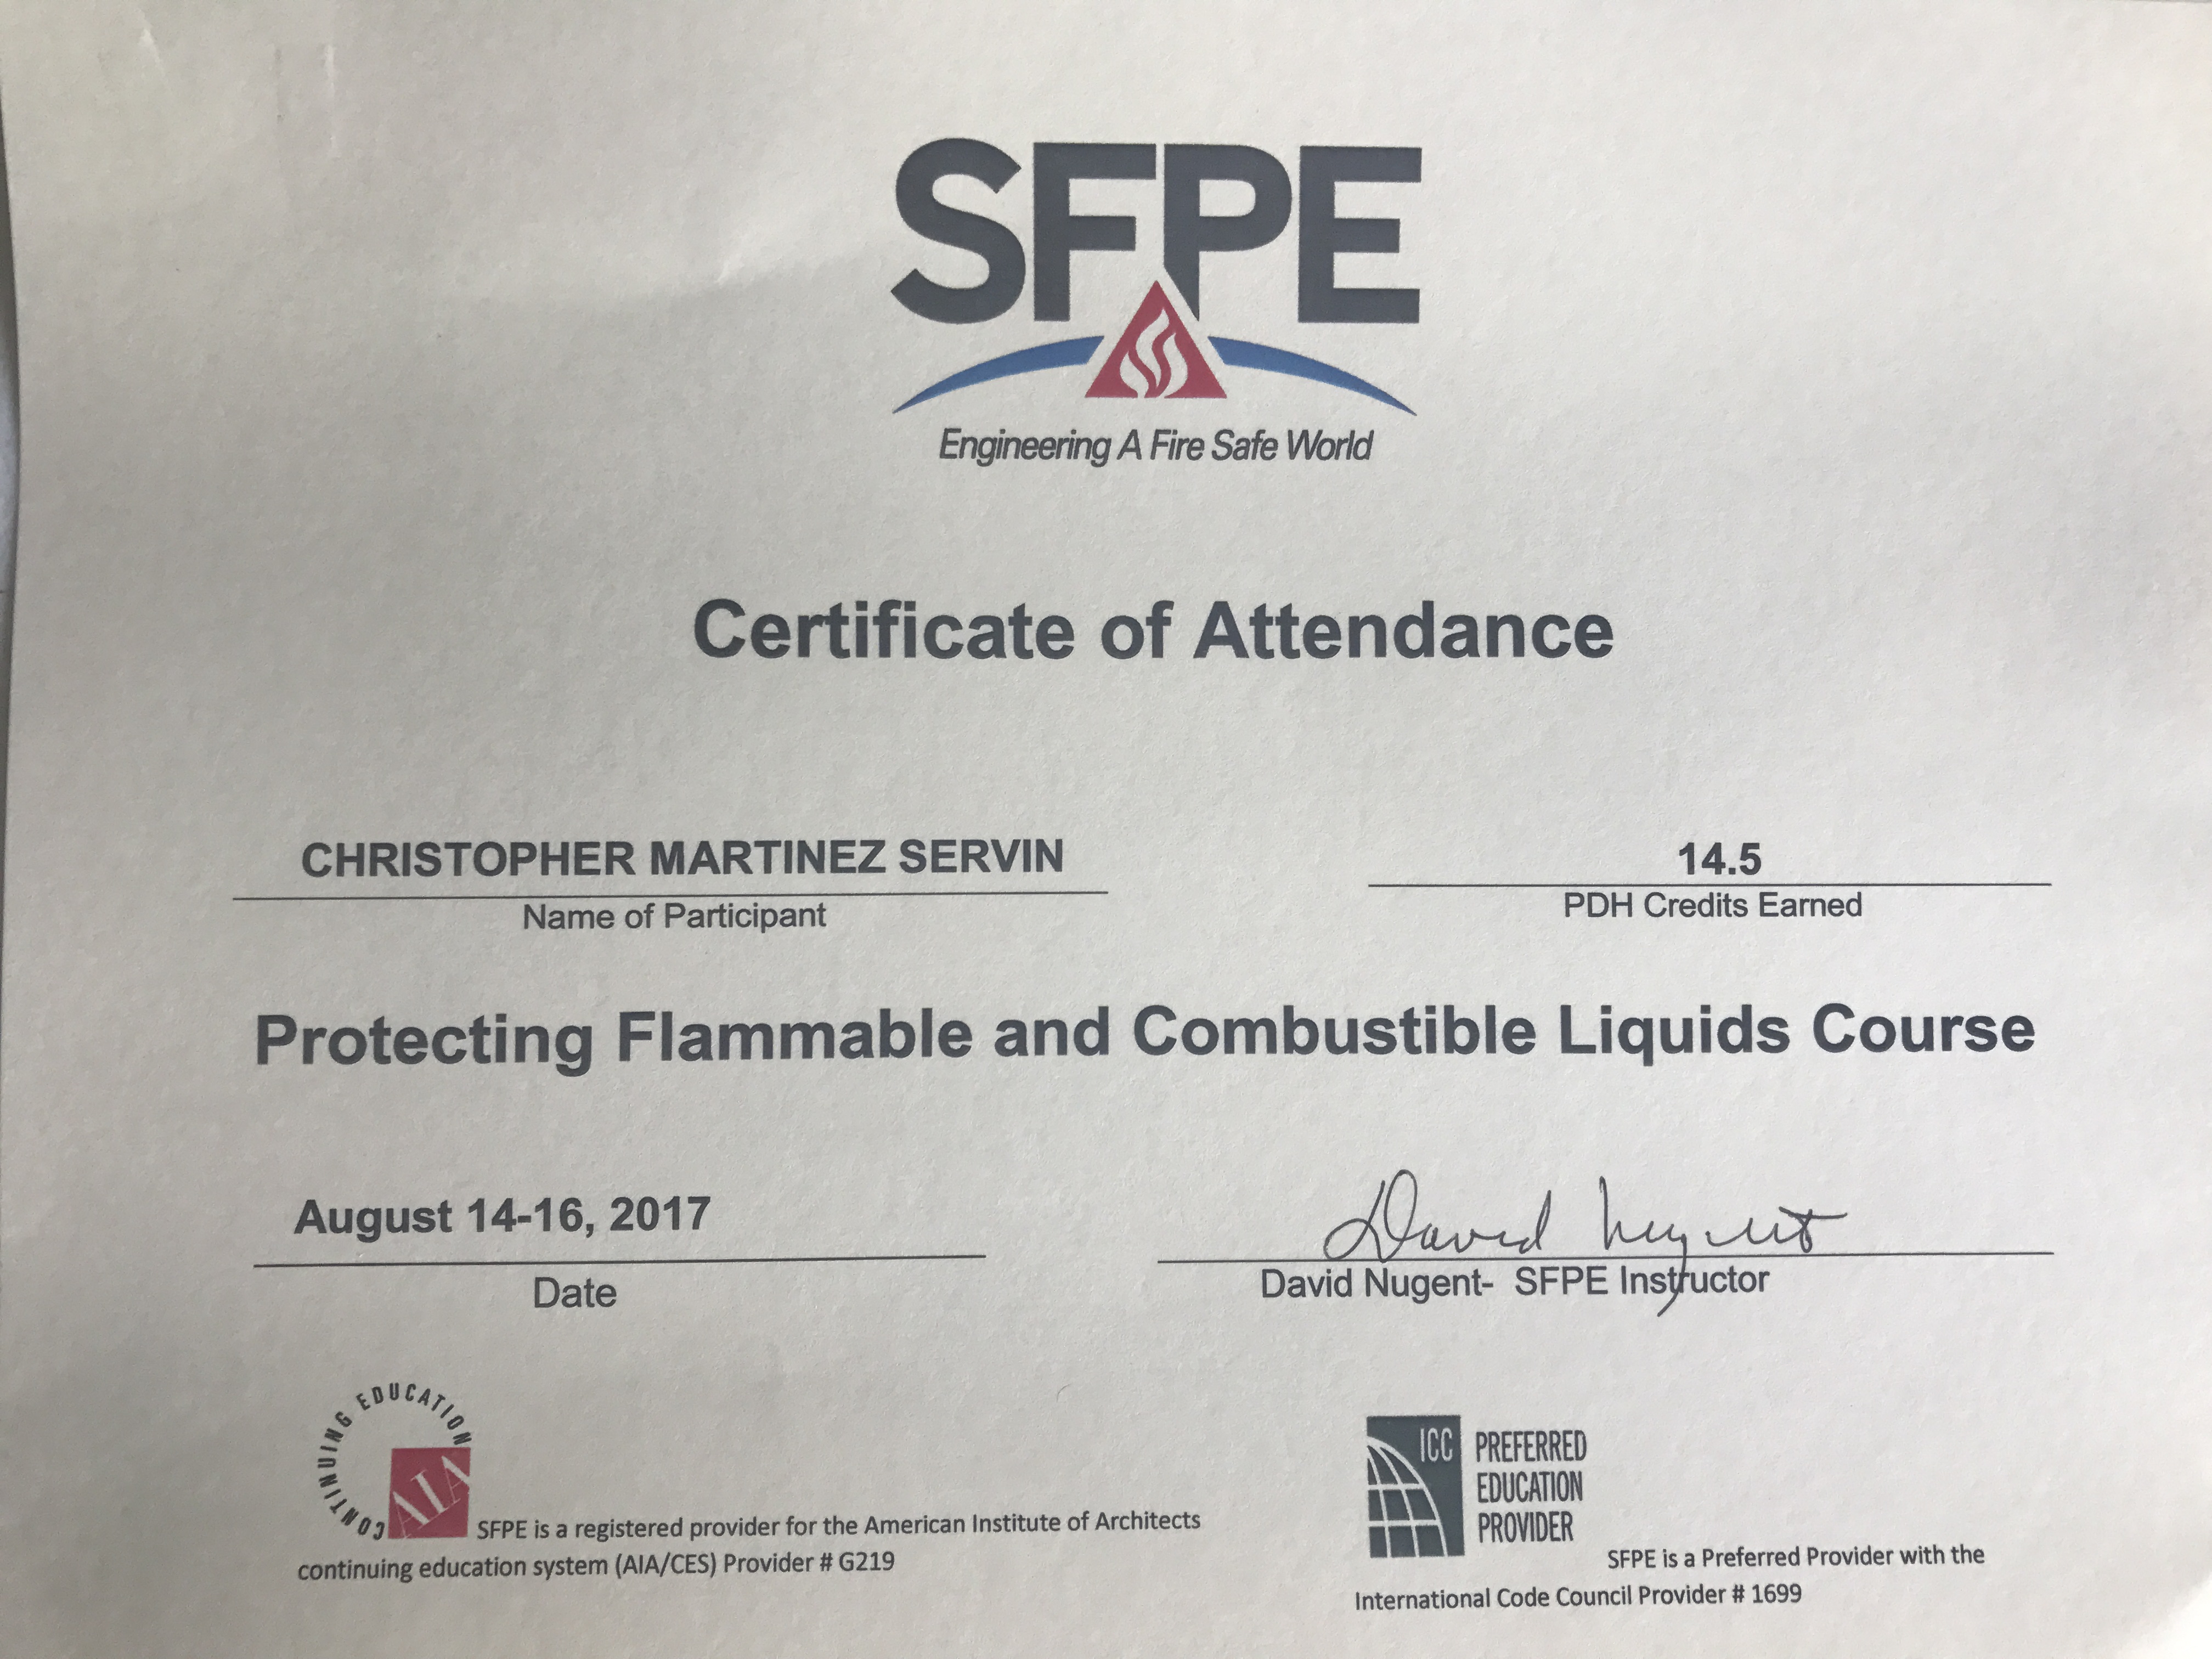 SFPE
Engineering A Fire Safe World
Certificate of Attendance
CHRISTOPHER MARTINEZ SERVIN
Name of Participant
14.5
PDH Credits Earned
Protecting Flammable and Combustible Liquids Course
August 14-16, 2017
Date
David Nugent
David Nugent- SFPE Instructor
CONTINUING EDUCATION
AIA
SFPE is a registered provider for the American Institute of Architects
continuing education system (AIA/CES) Provider # G219
ICC
PREFERRED
EDUCATION
PROVIDER
SFPE is a Preferred Provider with the
International Code Council Provider # 1699